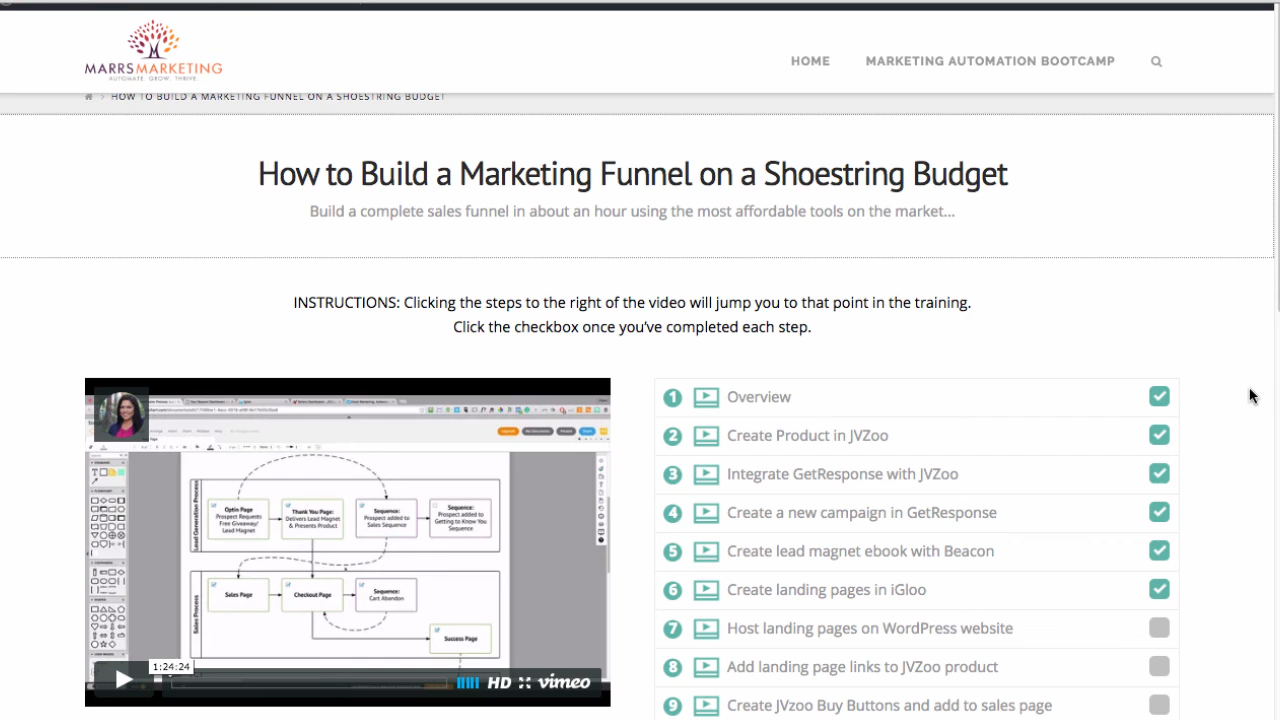 MARRSMARKETING
AUTOMATE. GROW. THRIVE.
HOME
MARKETING AUTOMATION BOOTCAMP
HOW TO BUILD A MARKETING FUNNEL ON A SHOESTRING BUDGET
How to Build a Marketing Funnel on a Shoestring Budget
Build a complete sales funnel in about an hour using the most affordable tools on the market...
INSTRUCTIONS: Clicking the steps to the right of the video will jump you to that point in the training.
Click the checkbox once you've completed each step.
Lead Generation Process
Optin Page
Prospect Requests
Free Giveaway/
Lead Magnet
Thank You Page:
Delivers Lead Magnet
& Presents Product
Sequence:
Prospect added to
Sales Sequence
Sequence:
Prospect added to
Getting to Know You
Sequence
Sales Process
Sales Page
Checkout Page
Sequence:
Cart Abandon
Success Page
1:24:24
HD
vimeo
1 Overview
2 Create Product in JVZoo
3 Integrate GetResponse with JVZoo
4 Create a new campaign in GetResponse
5 Create lead magnet ebook with Beacon
6 Create landing pages in iGloo
7 Host landing pages on WordPress website
8 Add landing page links to JVZoo product
9 Create JVzoo Buy Buttons and add to sales page